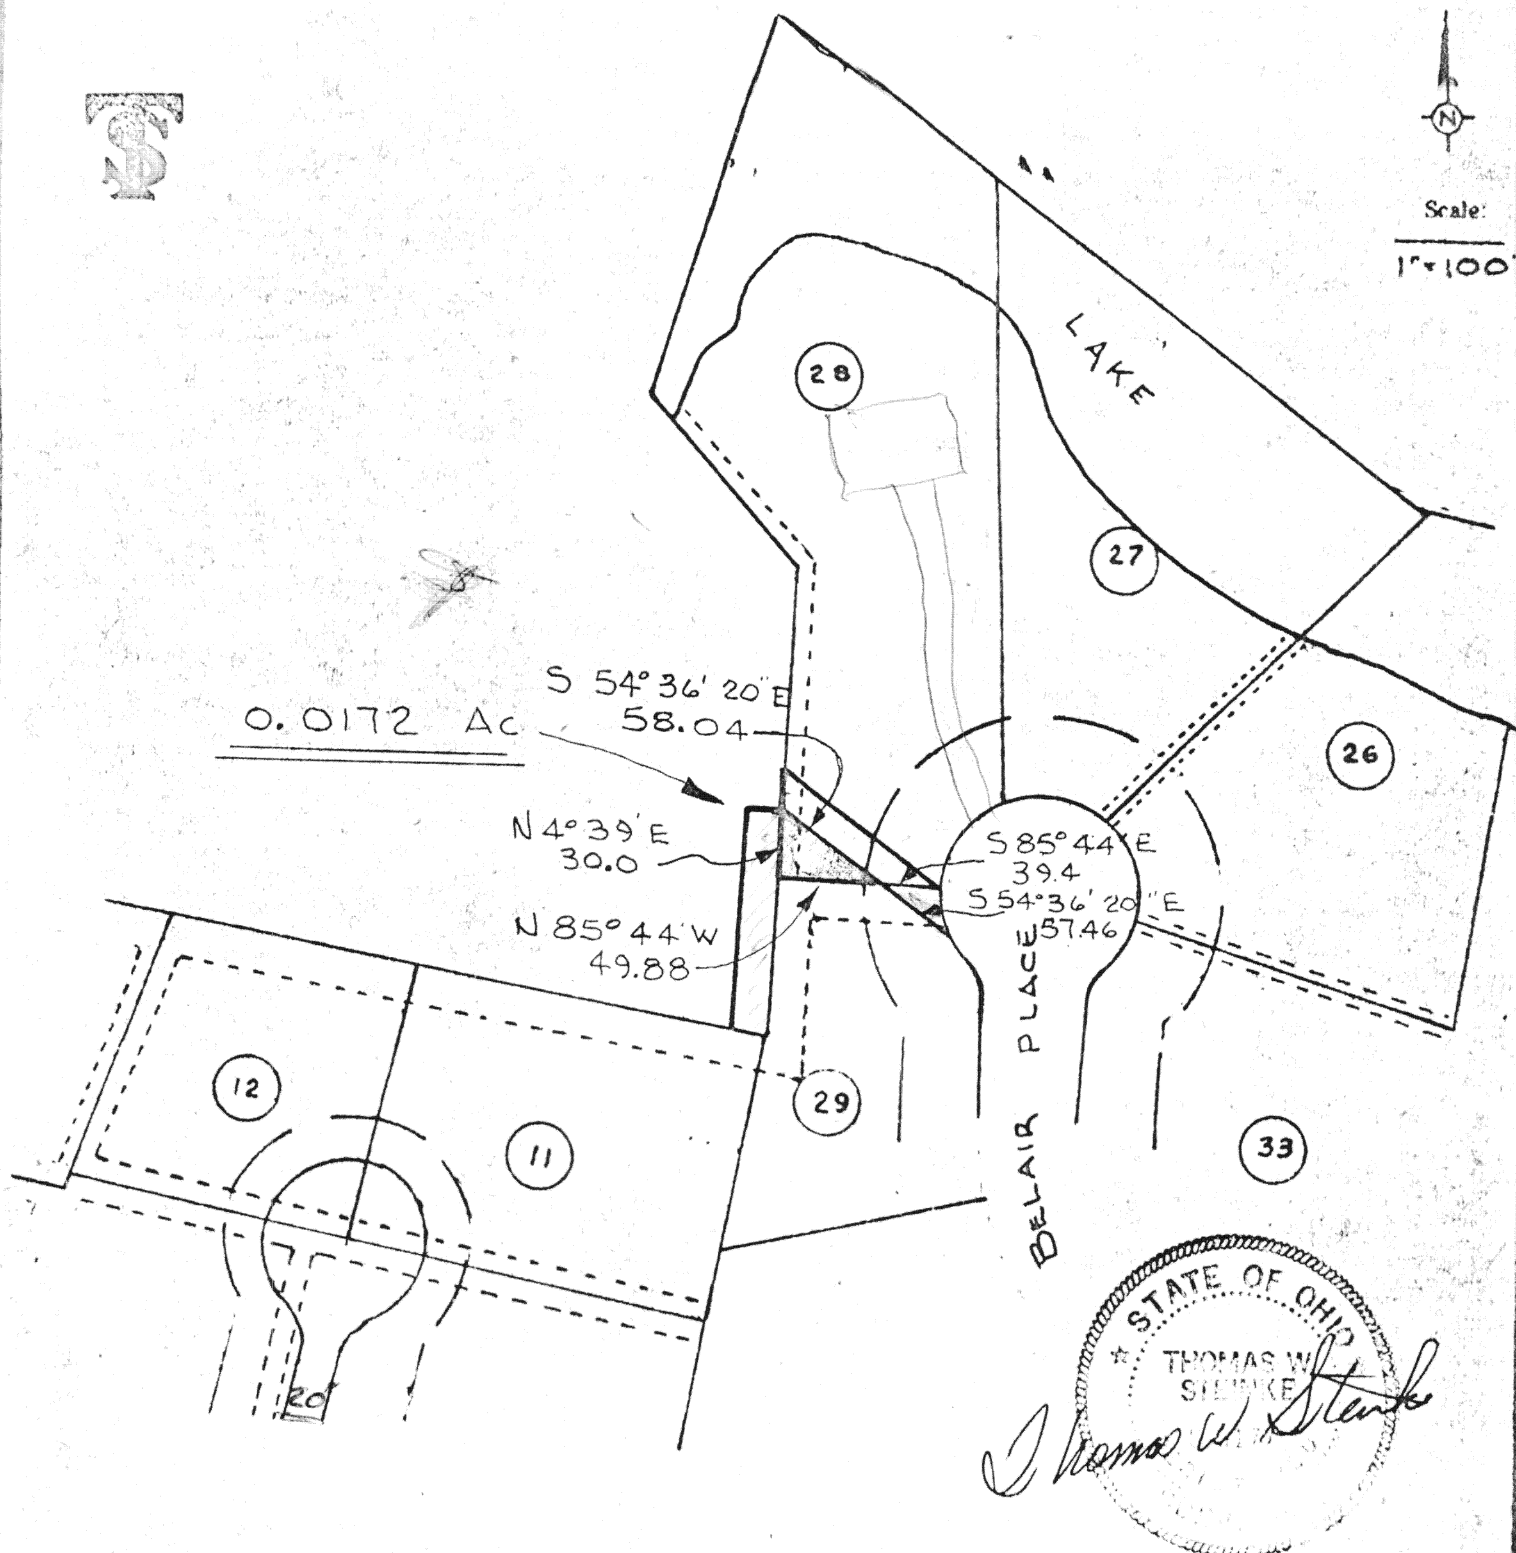 N
Scale:
1"=100'
LAKE
28
27
26
S 54° 36' 20" E
58.04
0.0172 Ac
N 4° 39' E
30.0
S 85° 44' E
39.4
S 54° 36' 20" E
57.46
N 85° 44' W
49.88
BELAIR PLACE
12
11
29
33
20'
STATE OF OHIO
THOMAS W.
STEINKE
Thomas W Steinke